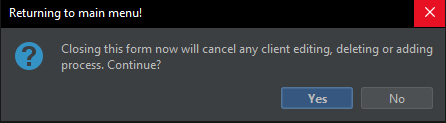 Returning to main menu!
Closing this form now will cancel any client editing, deleting or adding
process. Continue?
Yes No